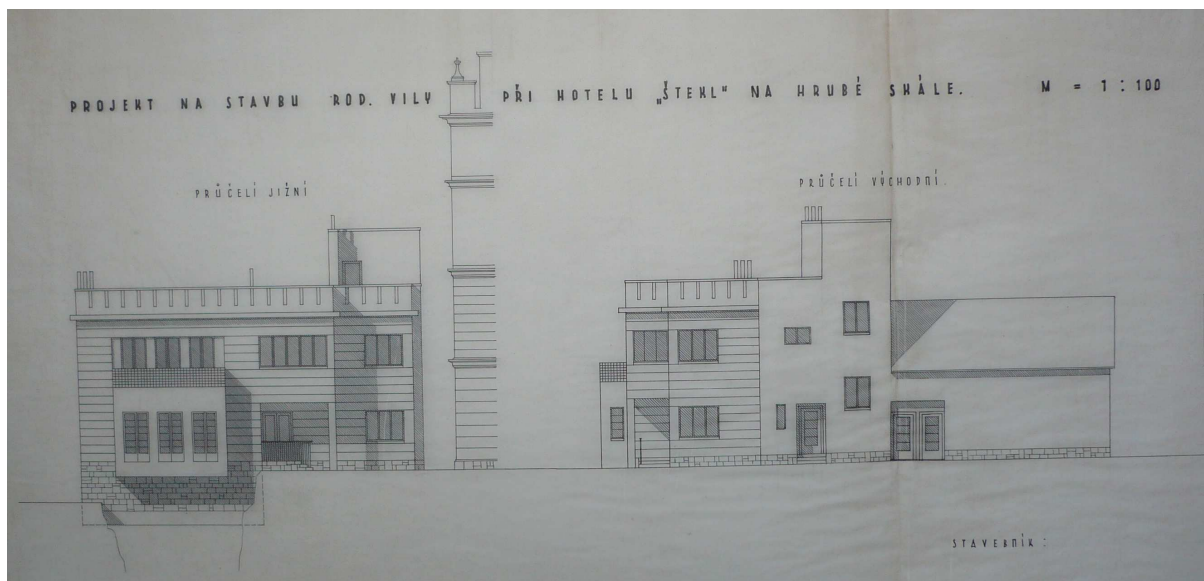 PROJEKT NA STAVBU ROD. VILY PŘI HOTELU „ŠTEKL“ NA HRUBÉ SKÁLE. M = 1:100
PRŮČELÍ JIŽNÍ
PRŮČELÍ VÝCHODNÍ.
STAVEBNÍK: